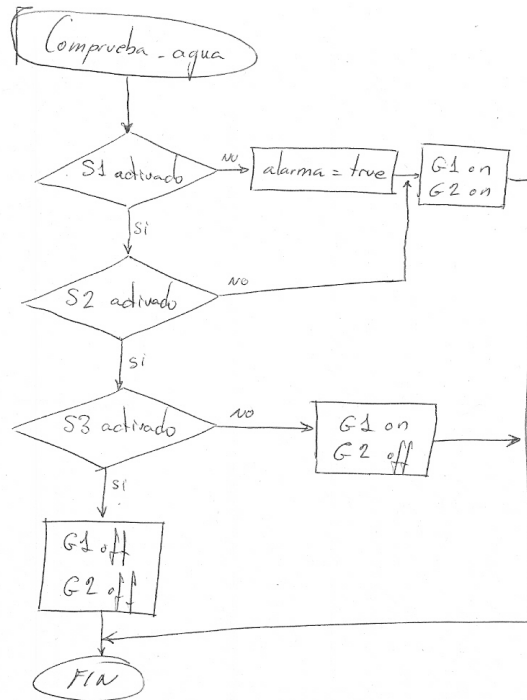 Comprueba_agua
S1 activado
NO
alarma = true
G1 on
G2 on
Si
S2 activado
NO
Si
S3 activado
NO
G1 on
G2 off
Si
G1 off
G2 off
FIN